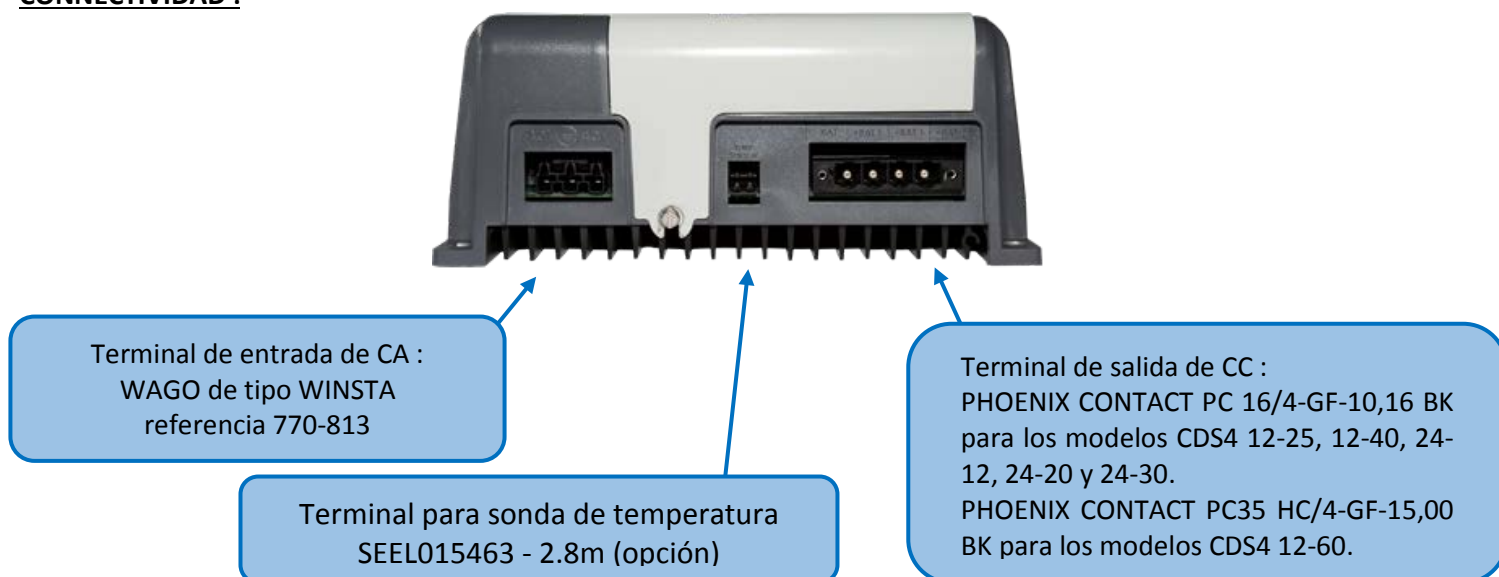 CONNECTIVIDAD :
Terminal de entrada de CA :
WAGO de tipo WINSTA
referencia 770-813
Terminal para sonda de temperatura
SEEL015463 - 2.8m (opción)
Terminal de salida de CC :
PHOENIX CONTACT PC 16/4-GF-10,16 BK
para los modelos CDS4 12-25, 12-40, 24-
12, 24-20 y 24-30.
PHOENIX CONTACT PC35 HC/4-GF-15,00
BK para los modelos CDS4 12-60.